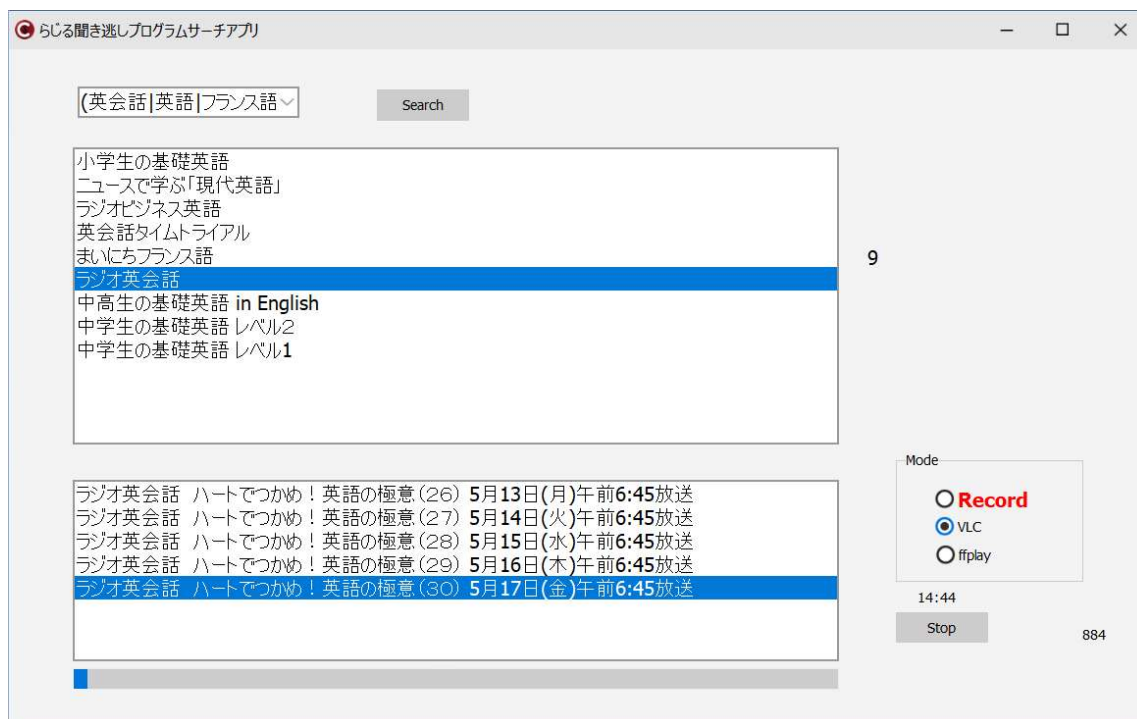 らじる聞き逃しプログラムサーチアプリ
(英会話|英語|フランス語
Search
小学生の基礎英語
ニュースで学ぶ「現代英語」
ラジオビジネス英語
英会話タイムトライアル
まいにちフランス語
ラジオ英会話
中高生の基礎英語 in English
中学生の基礎英語 レベル２
中学生の基礎英語 レベル1
9
ラジオ英会話 ハートでつかめ！英語の極意（２６） 5月13日(月)午前6:45放送
ラジオ英会話 ハートでつかめ！英語の極意（２７） 5月14日(火)午前6:45放送
ラジオ英会話 ハートでつかめ！英語の極意（２８） 5月15日(水)午前6:45放送
ラジオ英会話 ハートでつかめ！英語の極意（２９） 5月16日(木)午前6:45放送
ラジオ英会話 ハートでつかめ！英語の極意（３０） 5月17日(金)午前6:45放送
Mode
Record
VLC
ffplay
14:44
Stop
884